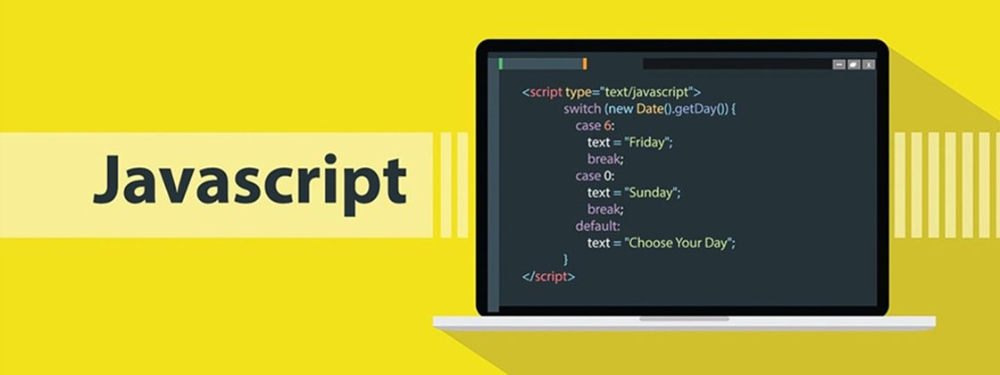 Javascript
<script type="text/javascript">
switch (new Date().getDay()) {
case 6:
text = "Friday";
break;
case 0:
text = "Sunday";
break;
default:
text = "Choose Your Day";
}
</script>